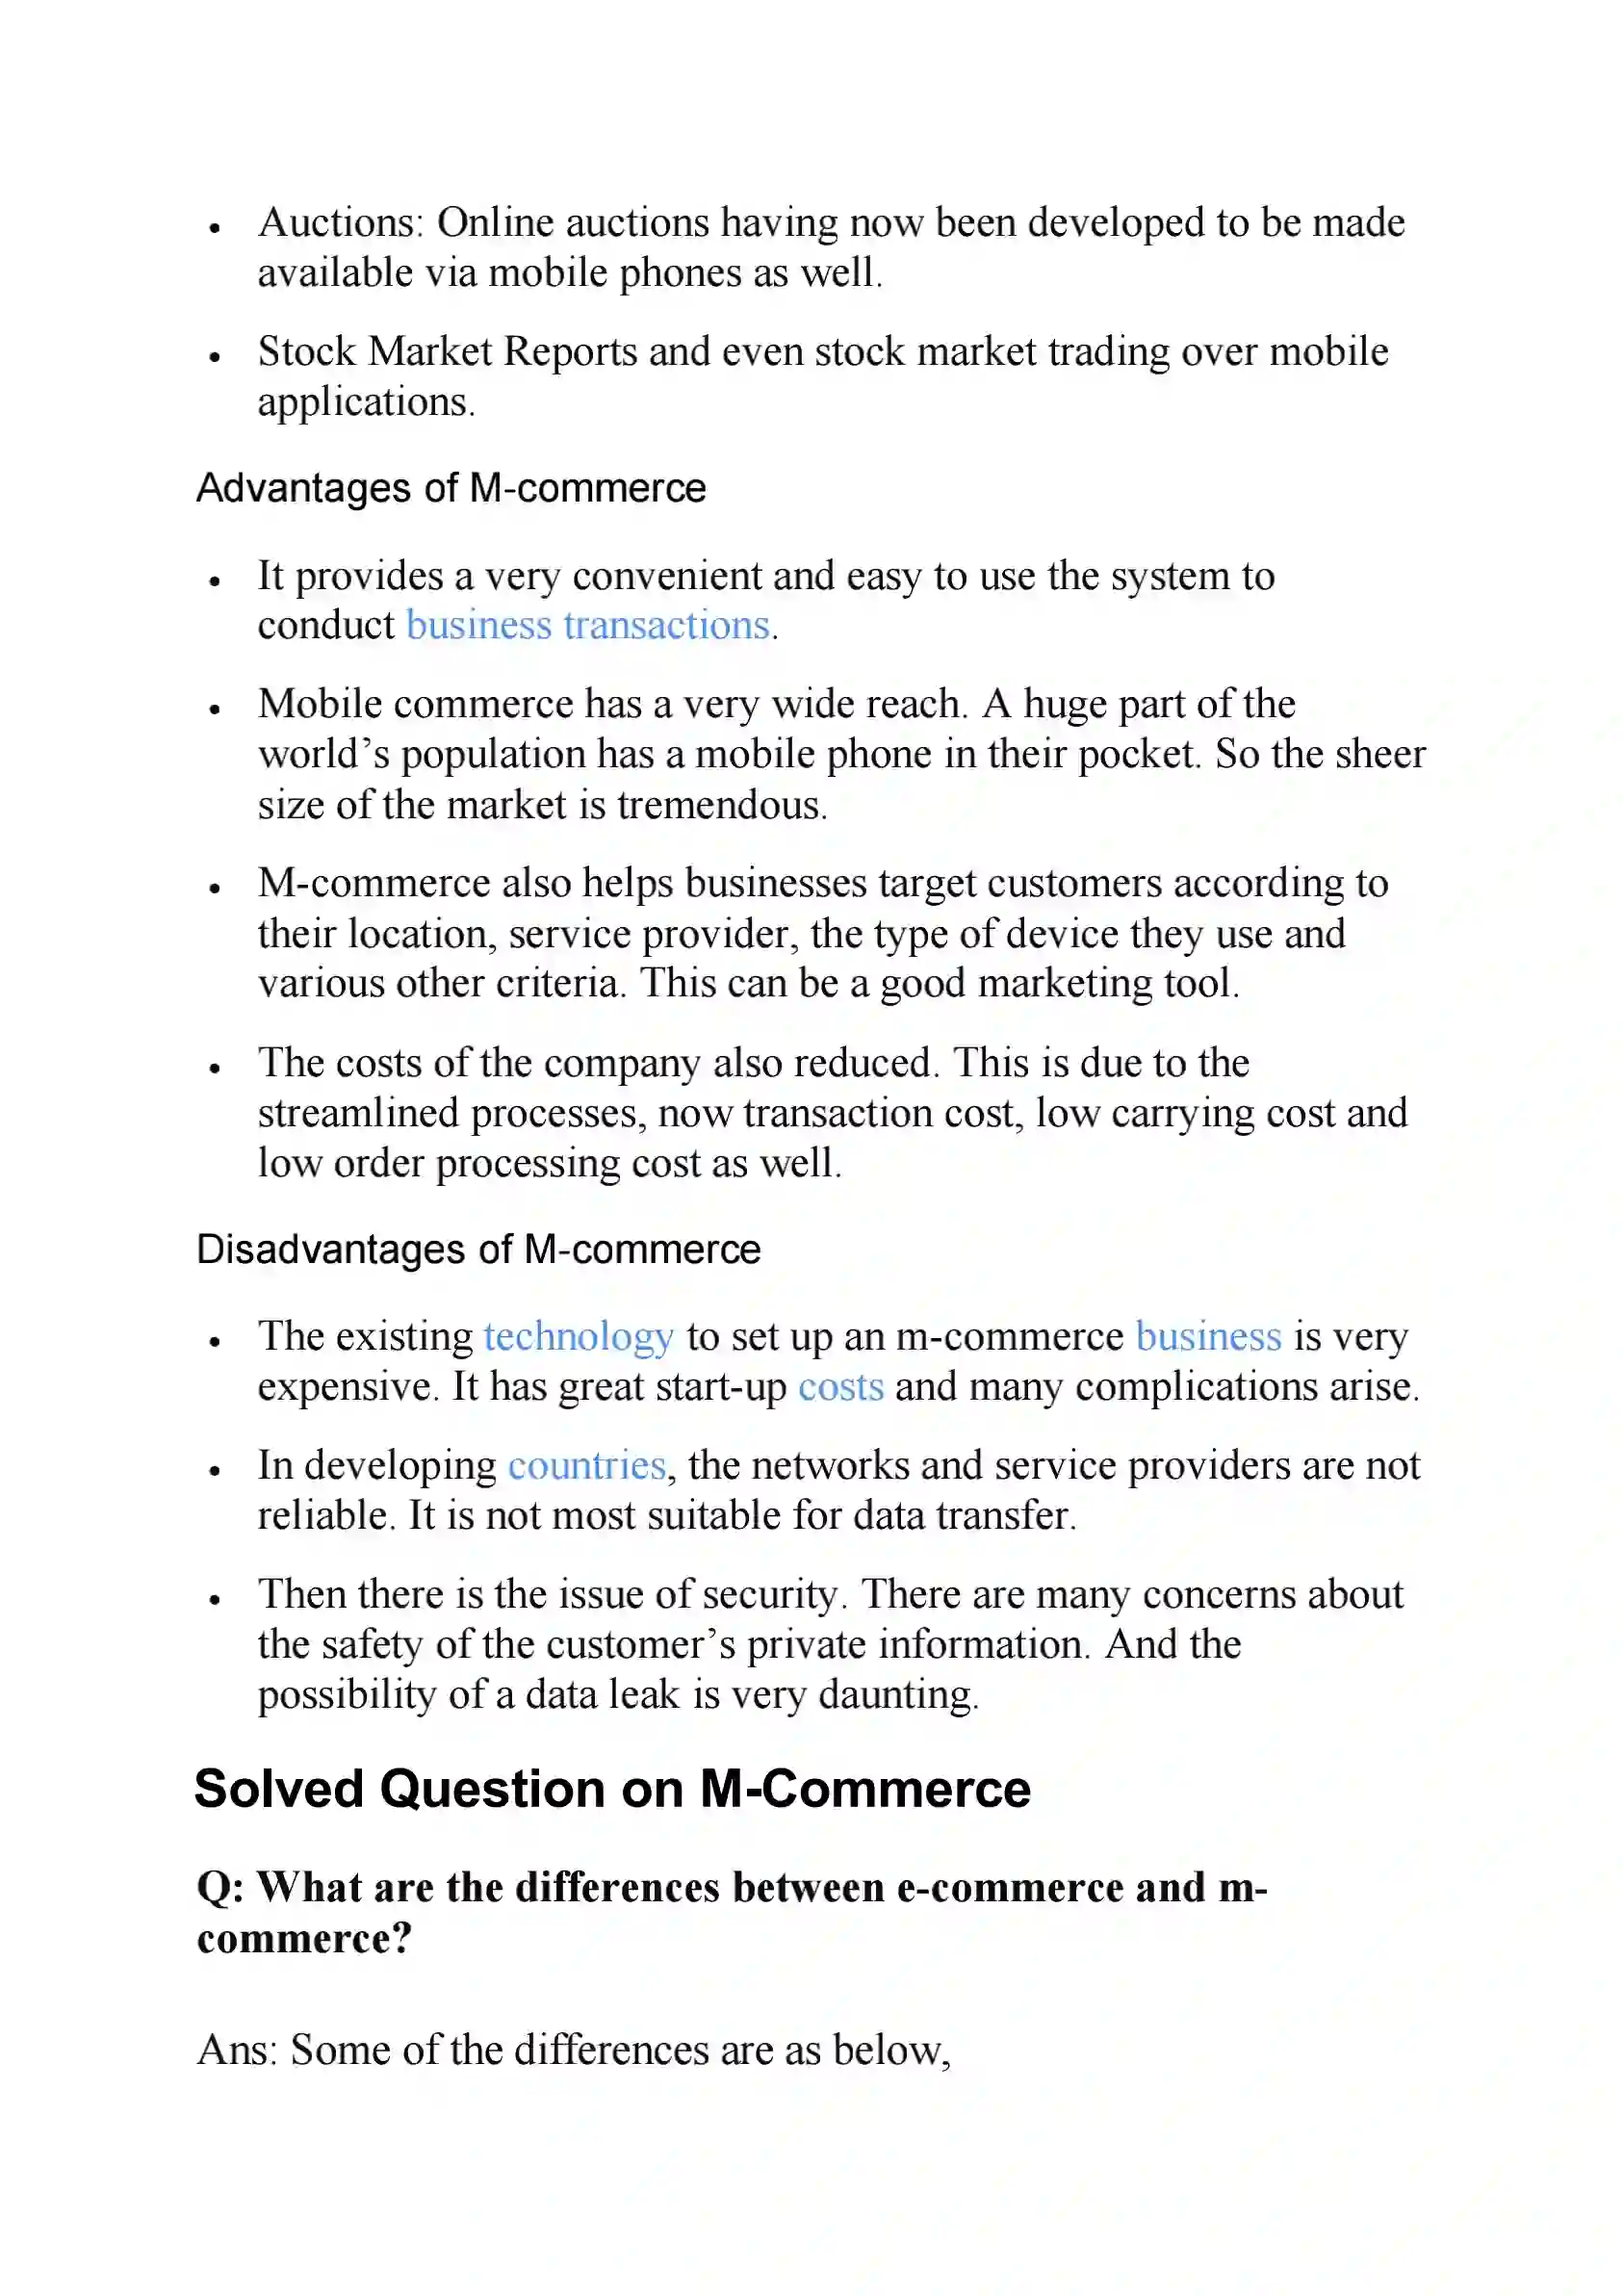 • Auctions: Online auctions having now been developed to be made
available via mobile phones as well.
• Stock Market Reports and even stock market trading over mobile
applications.
Advantages of M-commerce
• It provides a very convenient and easy to use the system to
conduct business transactions.
• Mobile commerce has a very wide reach. A huge part of the
world’s population has a mobile phone in their pocket. So the sheer
size of the market is tremendous.
• M-commerce also helps businesses target customers according to
their location, service provider, the type of device they use and
various other criteria. This can be a good marketing tool.
• The costs of the company also reduced. This is due to the
streamlined processes, now transaction cost, low carrying cost and
low order processing cost as well.
Disadvantages of M-commerce
• The existing technology to set up an m-commerce business is very
expensive. It has great start-up costs and many complications arise.
• In developing countries, the networks and service providers are not
reliable. It is not most suitable for data transfer.
• Then there is the issue of security. There are many concerns about
the safety of the customer’s private information. And the
possibility of a data leak is very daunting.
Solved Question on M-Commerce
Q: What are the differences between e-commerce and m-
commerce?
Ans: Some of the differences are as below,